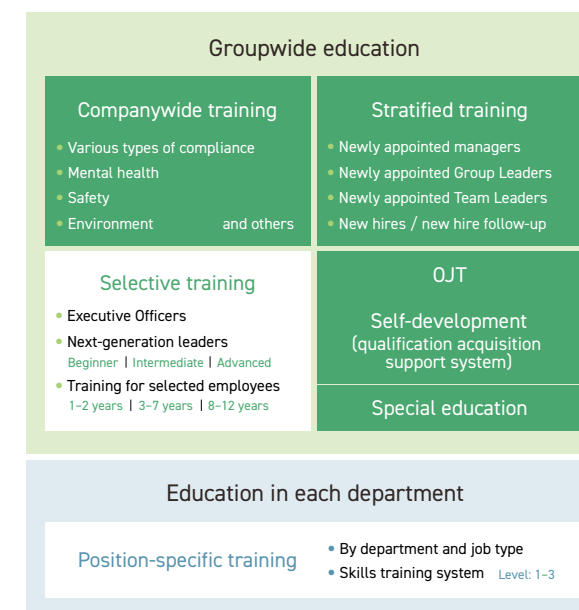 Groupwide education
Companywide training
• Various types of compliance
• Mental health
• Safety
• Environment and others
Stratified training
• Newly appointed managers
• Newly appointed Group Leaders
• Newly appointed Team Leaders
• New hires / new hire follow-up
Selective training
• Executive Officers
• Next-generation leaders
Beginner | Intermediate | Advanced
• Training for selected employees
1–2 years | 3–7 years | 8–12 years
OJT
Self-development
(qualification acquisition
support system)
Special education
Education in each department
Position-specific training
• By department and job type
• Skills training system Level: 1–3